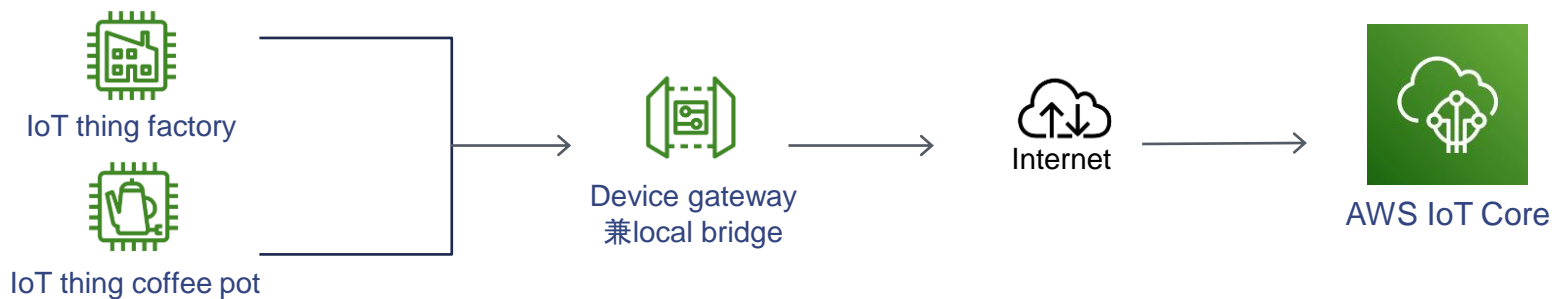 IoT thing factory
IoT thing coffee pot
Device gateway
兼local bridge
Internet
AWS IoT Core